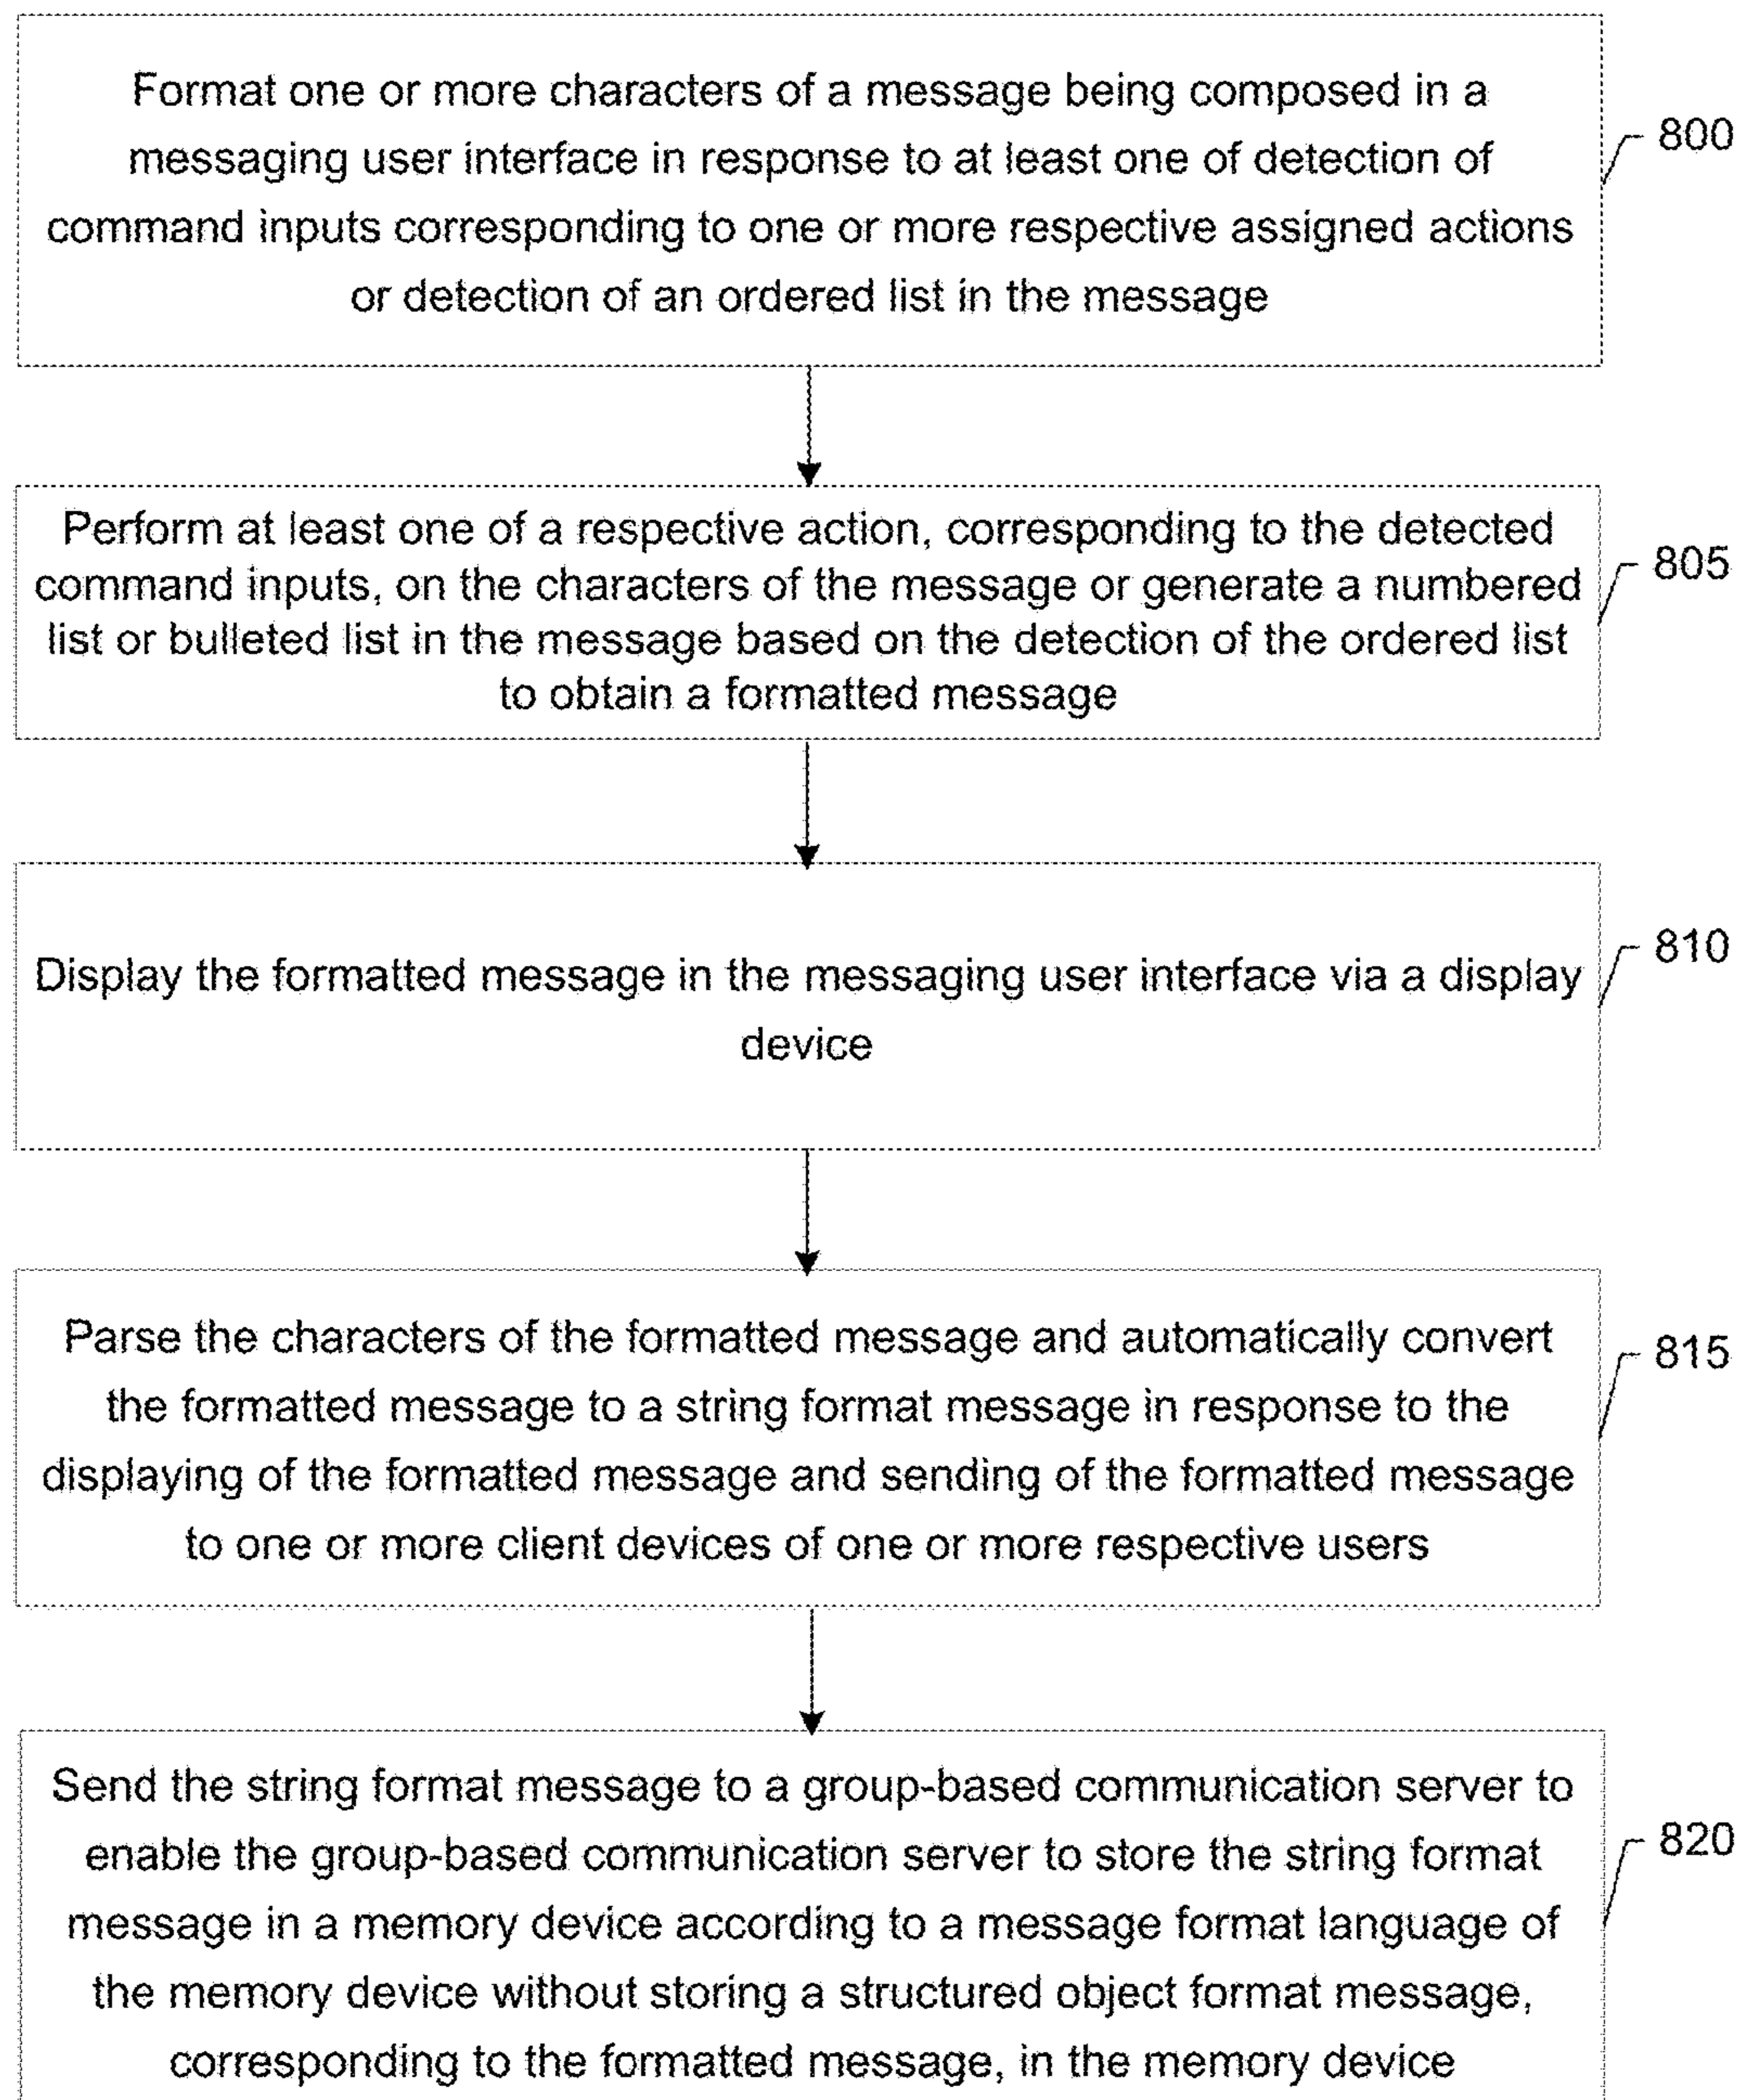 Format one or more characters of a message being composed in a
messaging user interface in response to at least one of detection of
command inputs corresponding to one or more respective assigned actions
or detection of an ordered list in the message
800
Perform at least one of a respective action, corresponding to the detected
command inputs, on the characters of the message or generate a numbered
list or bulleted list in the message based on the detection of the ordered list
to obtain a formatted message
805
Display the formatted message in the messaging user interface via a display
device
810
Parse the characters of the formatted message and automatically convert
the formatted message to a string format message in response to the
displaying of the formatted message and sending of the formatted message
to one or more client devices of one or more respective users
815
Send the string format message to a group-based communication server to
enable the group-based communication server to store the string format
message in a memory device according to a message format language of
the memory device without storing a structured object format message,
corresponding to the formatted message, in the memory device
820